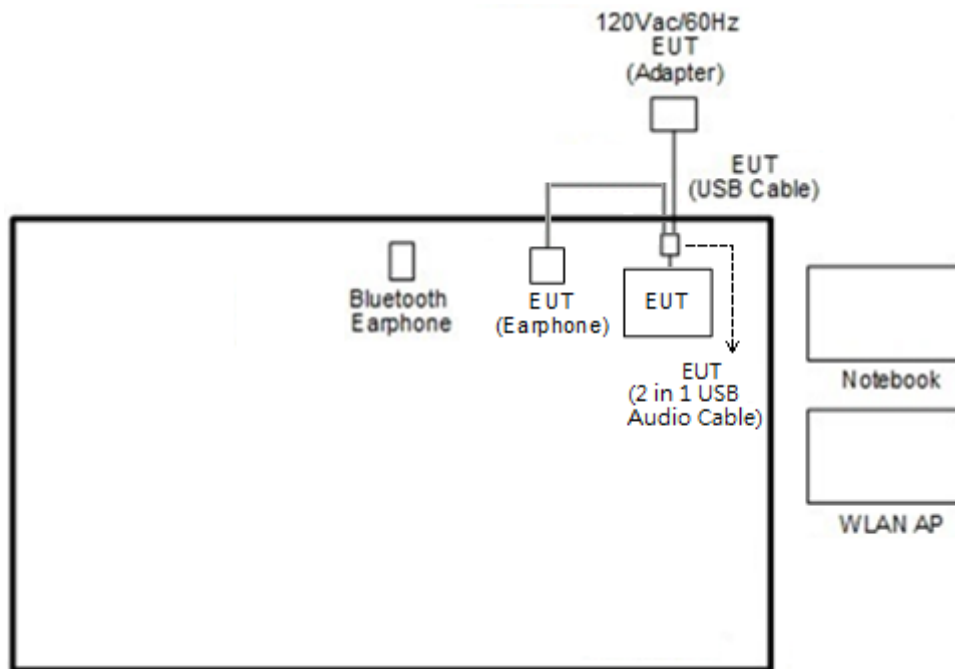 120Vac/60Hz
EUT
(Adapter)
EUT
(USB Cable)
Bluetooth
Earphone
EUT
(Earphone)
EUT
EUT
(2 in 1 USB
Audio Cable)
Notebook
WLAN AP